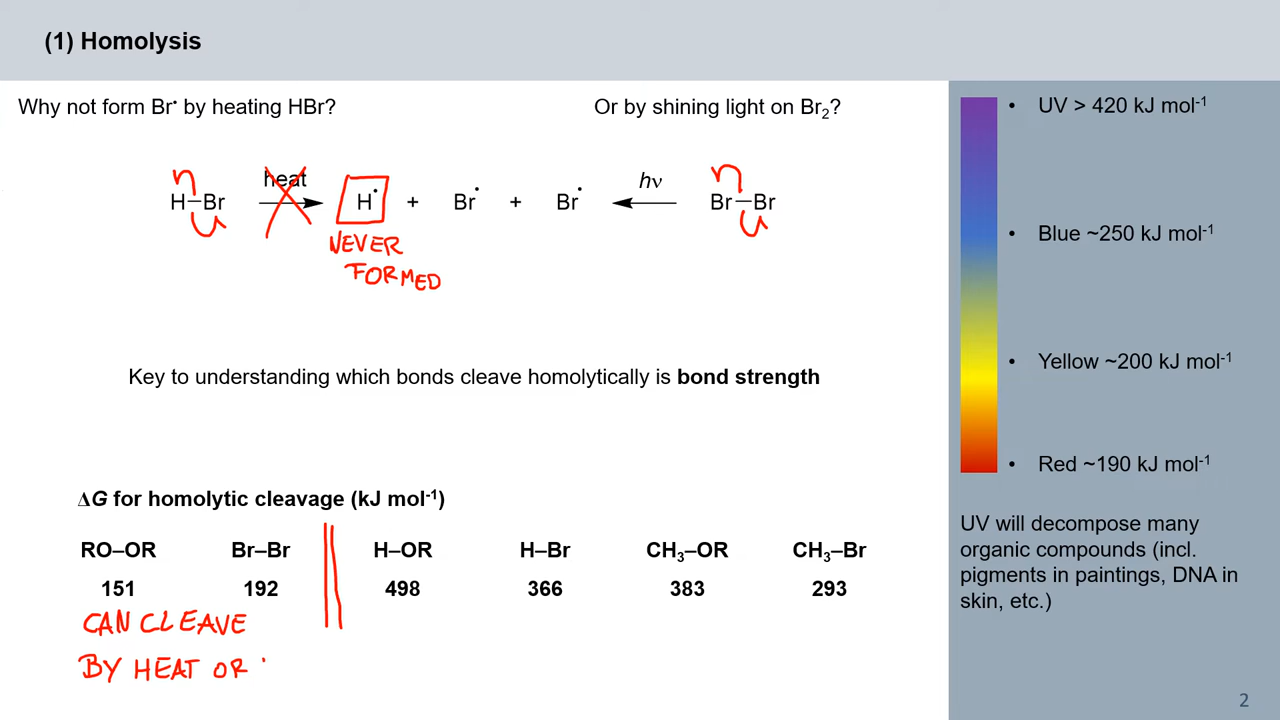 (1) Homolysis
Why not form Br• by heating HBr?
Or by shining light on Br₂?
H–Br
heat
H•
+
Br•
+
Br•
hν
Br–Br
NEVER
FORMED
Key to understanding which bonds cleave homolytically is bond strength
ΔG for homolytic cleavage (kJ mol⁻¹)
RO–OR Br–Br H–OR H–Br CH₃–OR CH₃–Br
151 192 498 366 383 293
CAN CLEAVE
BY HEAT OR
• UV > 420 kJ mol⁻¹
• Blue ~250 kJ mol⁻¹
• Yellow ~200 kJ mol⁻¹
• Red ~190 kJ mol⁻¹
UV will decompose many
organic compounds (incl.
pigments in paintings, DNA in
skin, etc.)
2